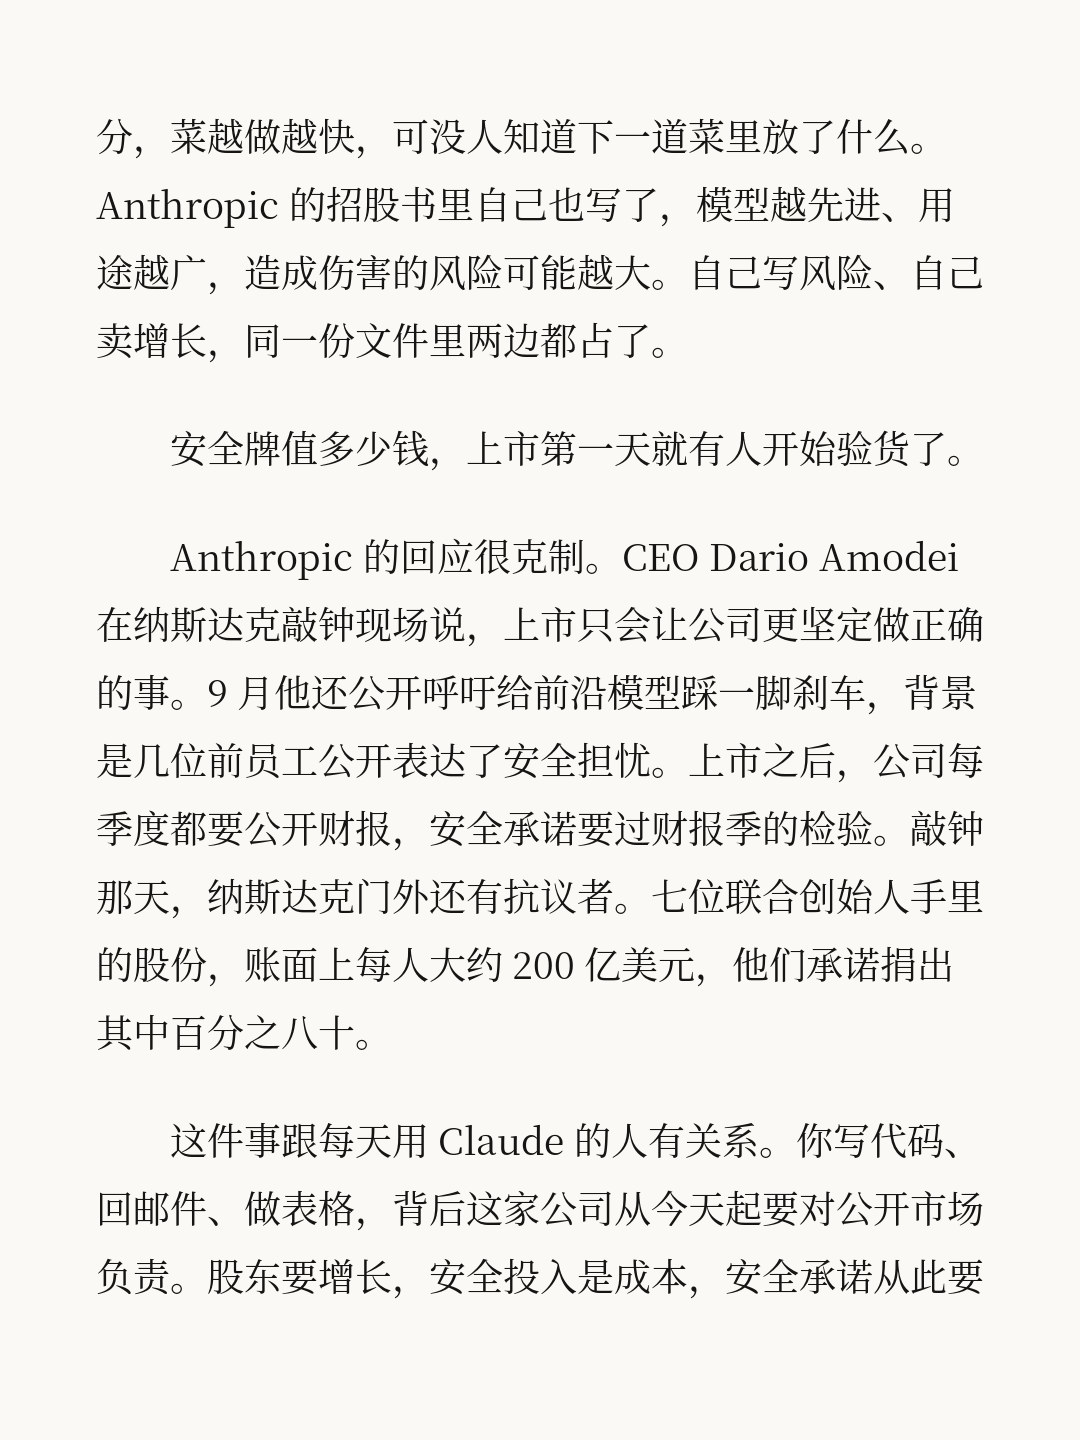 分，菜越做越快，可没人知道下一道菜里放了什么。
Anthropic 的招股书里自己也写了，模型越先进、用
途越广，造成伤害的风险可能越大。自己写风险、自己
卖增长，同一份文件里两边都占了。
安全牌值多少钱，上市第一天就有人开始验货了。
Anthropic 的回应很克制。CEO Dario Amodei
在纳斯达克敲钟现场说，上市只会让公司更坚定做正确
的事。9 月他还公开呼吁给前沿模型踩一脚刹车，背景
是几位前员工公开表达了安全担忧。上市之后，公司每
季度都要公开财报，安全承诺要过财报季的检验。敲钟
那天，纳斯达克门外还有抗议者。七位联合创始人手里
的股份，账面上每人大约 200 亿美元，他们承诺捐出
其中百分之八十。
这件事跟每天用 Claude 的人有关系。你写代码、
回邮件、做表格，背后这家公司从今天起要对公开市场
负责。股东要增长，安全投入是成本，安全承诺从此要